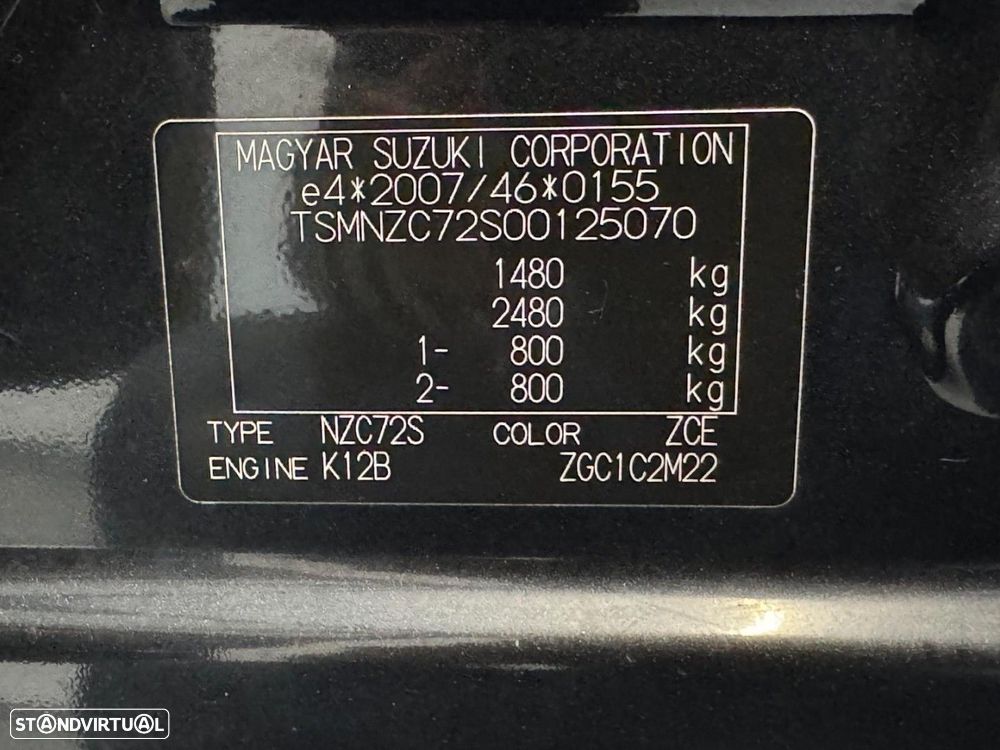 MAGYAR SUZUKI CORPORATION
e4*2007/46*0155
TSMNZC72S00125070
1480 kg
2480 kg
1- 800 kg
2- 800 kg
TYPE NZC72S COLOR ZCE
ENGINE K12B ZGC1C2M22
STANDVIRTUAL